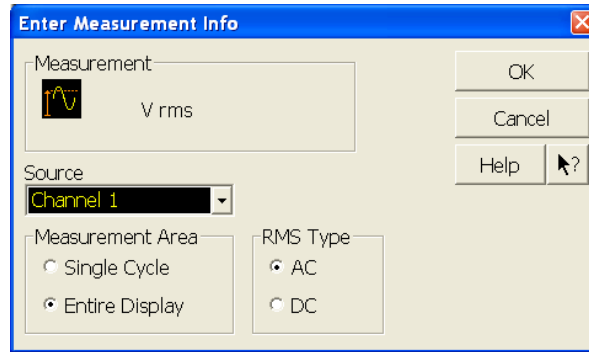 Enter Measurement Info
Measurement
V rms
OK
Cancel
Help
?
Source
Channel 1
Measurement Area
Single Cycle
Entire Display
RMS Type
AC
DC